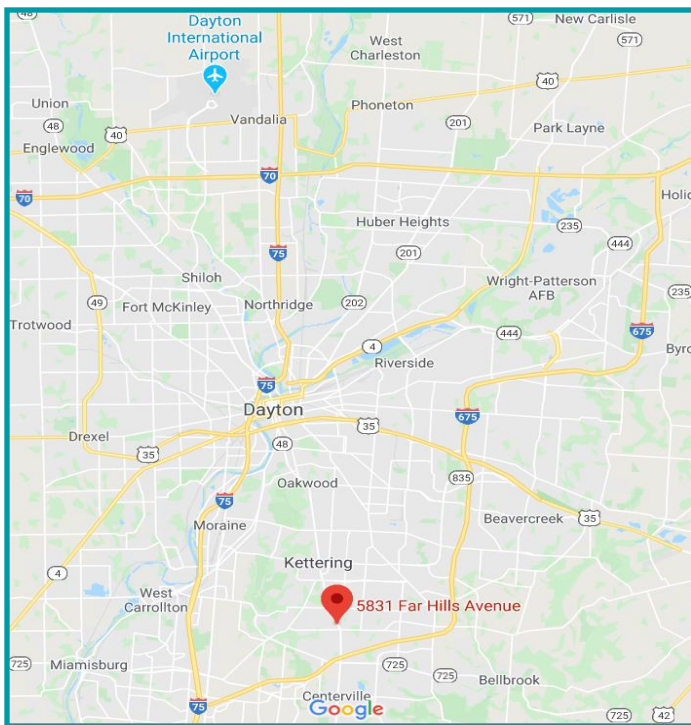 48
Dayton
International
Airport
West
Charleston
New Carlisle
571
571
40
Union
48
40
Vandalia
Phoneton
201
Park Layne
Englewood
70
70
Holic
Huber Heights
235
444
75
201
Shiloh
Wright-Patterson
AFB
235
49
Fort McKinley
Northridge
202
Trotwood
444
675
4
Riverside
Byro
75
Dayton
675
35
Drexel
48
35
835
Oakwood
75
Moraine
Beavercreek
35
Kettering
4
West
Carrollton
5831 Far Hills Avenue
725
Miamisburg
725
725
Bellbrook
Centerville
75
Google
725
42